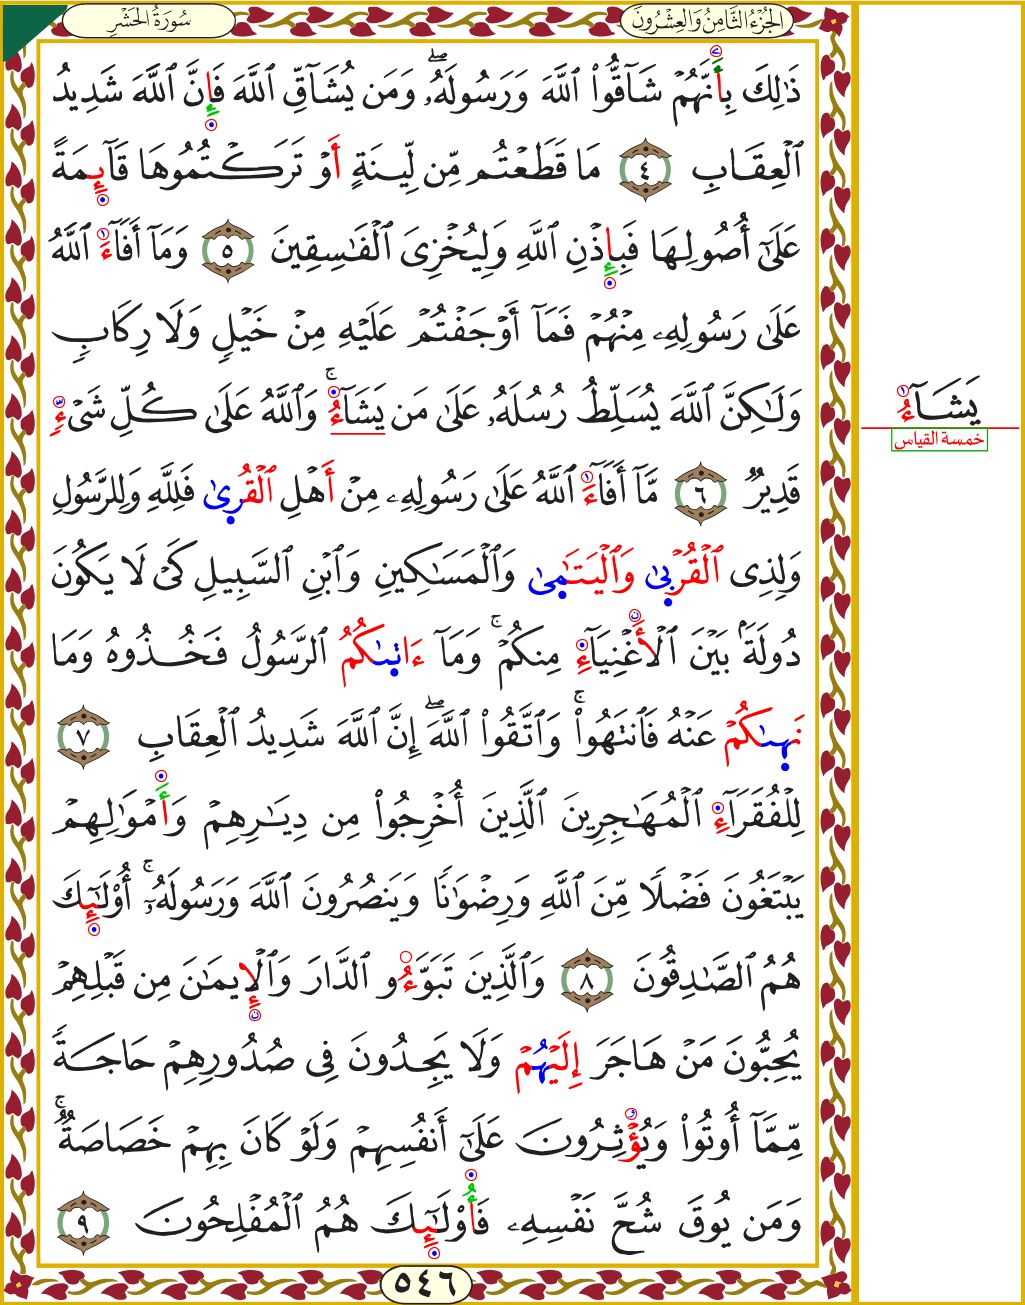 سُورَةُ الحَشْرِ
الجُزْءُ الثَّامِنُ وَالعِشْرُونَ
ذَٰلِكَ بِأَنَّهُمْ شَآقُّوا۟ ٱللَّهَ وَرَسُولَهُۥ ۖ وَمَن يُشَآقِّ ٱللَّهَ فَإِنَّ ٱللَّهَ شَدِيدُ
ٱلْعِقَابِ ٤ مَا قَطَعْتُم مِّن لِّينَةٍ أَوْ تَرَكْتُمُوهَا قَآئِمَةً
عَلَىٰٓ أُصُولِهَا فَبِإِذْنِ ٱللَّهِ وَلِيُخْزِىَ ٱلْفَٰسِقِينَ ٥ وَمَآ أَفَآءَ ٱللَّهُ
عَلَىٰ رَسُولِهِۦ مِنْهُمْ فَمَآ أَوْجَفْتُمْ عَلَيْهِ مِنْ خَيْلٍ وَلَا رِكَابٍ
وَلَٰكِنَّ ٱللَّهَ يُسَلِّطُ رُسُلَهُۥ عَلَىٰ مَن يَشَآءُ ۚ وَٱللَّهُ عَلَىٰ كُلِّ شَىْءٍ
قَدِيرٌ ٦ مَّآ أَفَآءَ ٱللَّهُ عَلَىٰ رَسُولِهِۦ مِنْ أَهْلِ ٱلْقُرىٰ فَلِلَّهِ وَلِلرَّسُولِ
وَلِذِى ٱلْقُرْبىٰ وَٱلْيَتَٰمىٰ وَٱلْمَسَٰكِينِ وَٱبْنِ ٱلسَّبِيلِ كَىْ لَا يَكُونَ
دُولَةًۢ بَيْنَ ٱلْأَغْنِيَآءِ مِنكُمْ ۚ وَمَآ ءَاتىٰكُمُ ٱلرَّسُولُ فَخُذُوهُ وَمَا
نَهىٰكُمْ عَنْهُ فَٱنتَهُوا۟ ۚ وَٱتَّقُوا۟ ٱللَّهَ ۖ إِنَّ ٱللَّهَ شَدِيدُ ٱلْعِقَابِ ٧
لِلْفُقَرَآءِ ٱلْمُهَٰجِرِينَ ٱلَّذِينَ أُخْرِجُوا۟ مِن دِيَٰرِهِمْ وَأَمْوَٰلِهِمْ
يَبْتَغُونَ فَضْلًا مِّنَ ٱللَّهِ وَرِضْوَٰنًا وَيَنصُرُونَ ٱللَّهَ وَرَسُولَهُۥٓ ۚ أُو۟لَٰٓئِكَ
هُمُ ٱلصَّٰدِقُونَ ٨ وَٱلَّذِينَ تَبَوَّءُو ٱلدَّارَ وَٱلْإِيمَٰنَ مِن قَبْلِهِمْ
يُحِبُّونَ مَنْ هَاجَرَ إِلَيْهُمْ وَلَا يَجِدُونَ فِى صُدُورِهِمْ حَاجَةً
مِّمَّآ أُوتُوا۟ وَيُؤْثِرُونَ عَلَىٰٓ أَنفُسِهِمْ وَلَوْ كَانَ بِهِمْ خَصَاصَةٌ ۚ
وَمَن يُوقَ شُحَّ نَفْسِهِۦ فَأُو۟لَٰٓئِكَ هُمُ ٱلْمُفْلِحُونَ ٩
٥٤٦
يَشَآءُ
خمسة القياس